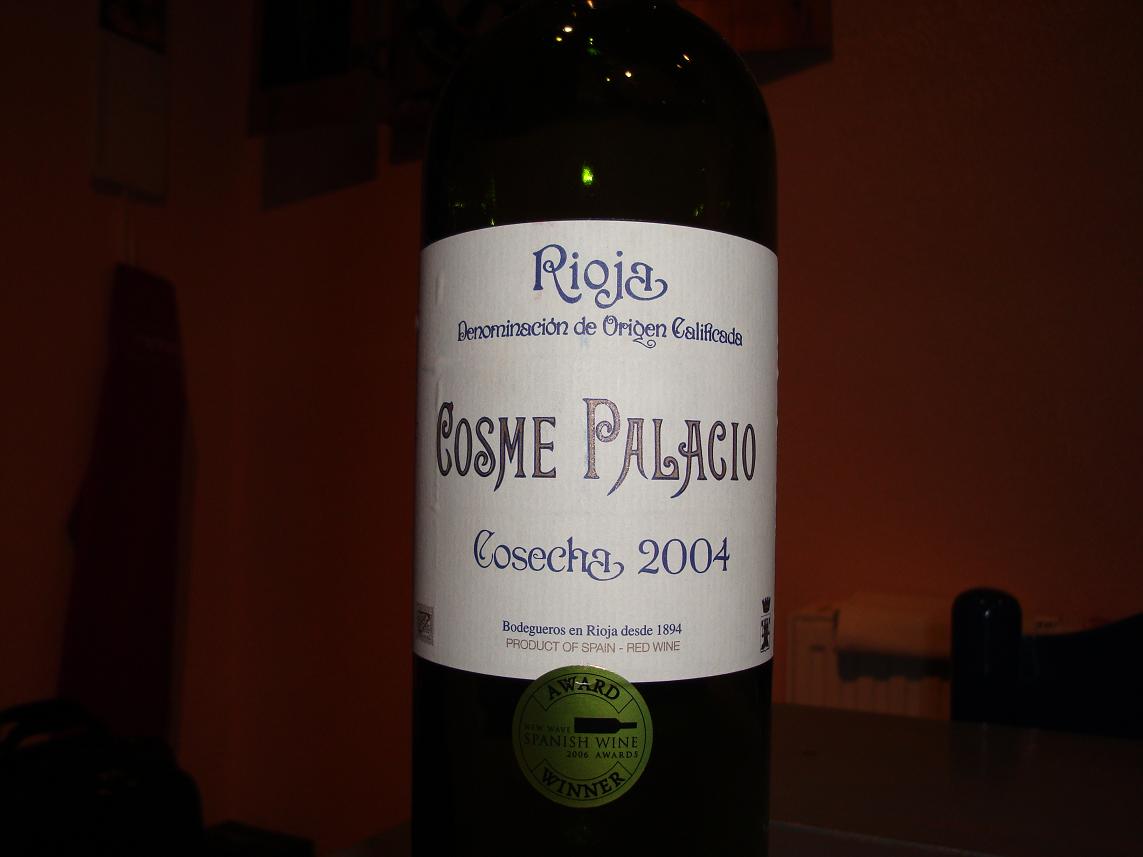 Rioja
Denominación de Origen Calificada
COSME PALACIO
Cosecha 2004
Bodegueros en Rioja desde 1894
PRODUCT OF SPAIN - RED WINE
AWARD
NEW WAVE
SPANISH WINE
2006 AWARDS
WINNER